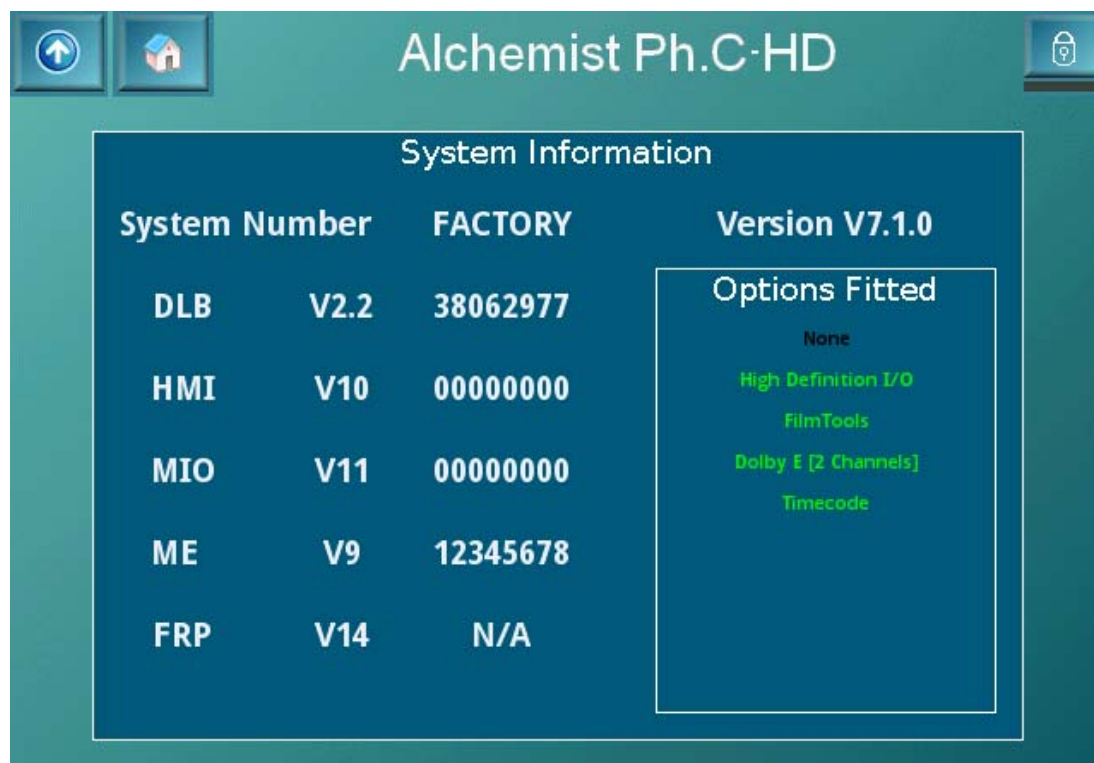 Alchemist Ph.C-HD
System Information
System Number FACTORY Version V7.1.0
DLB V2.2 38062977
HMI V10 00000000
MIO V11 00000000
ME V9 12345678
FRP V14 N/A
Options Fitted
None
High Definition I/O
FilmTools
Dolby E [2 Channels]
Timecode